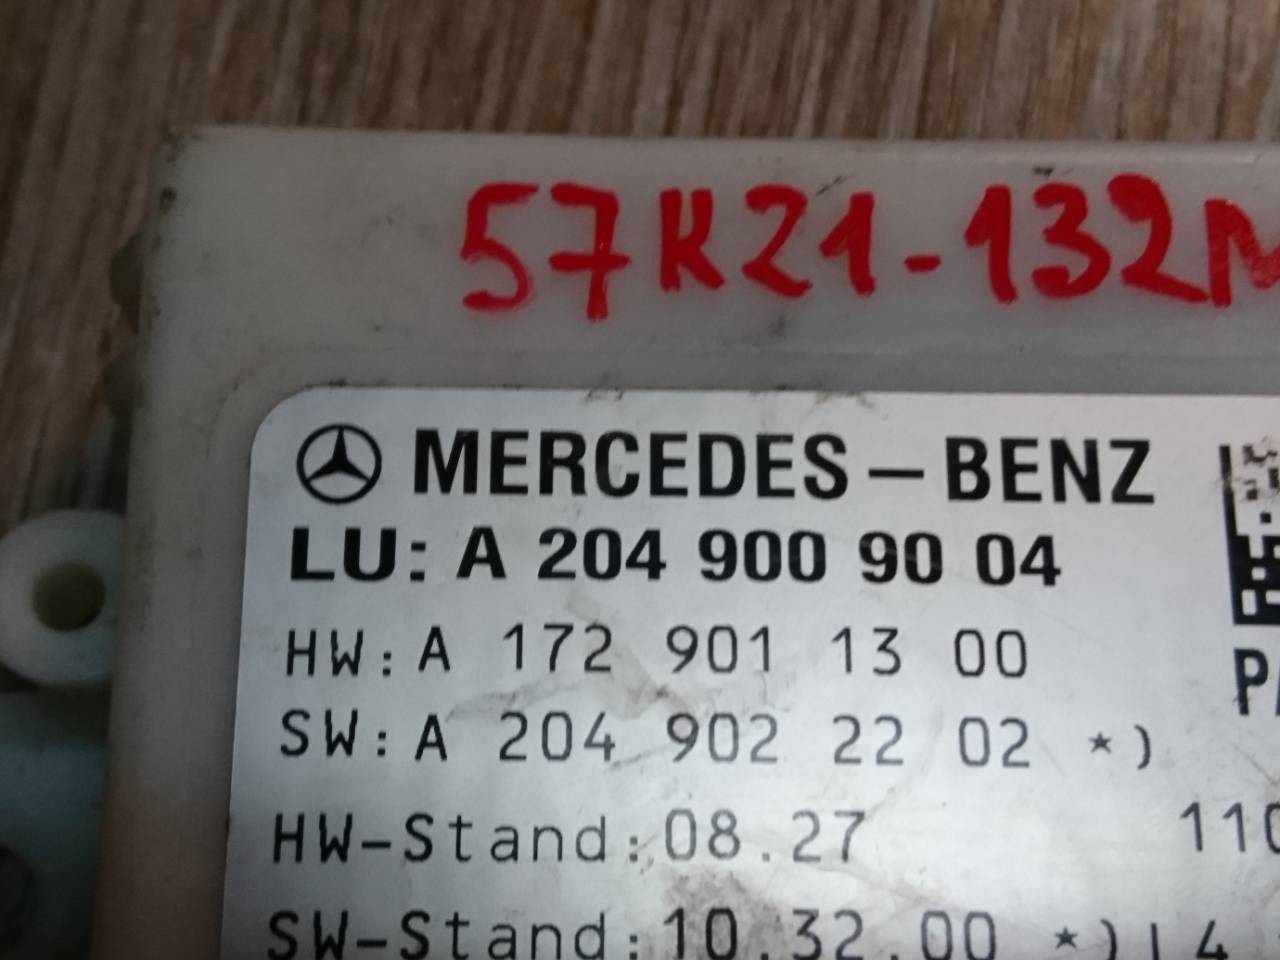 57K21-132M
MERCEDES-BENZ
LU: A 204 900 90 04
HW: A 172 901 13 00
SW: A 204 902 22 02 *)
HW-Stand: 08.27
SW-Stand: 10.32.00 *)